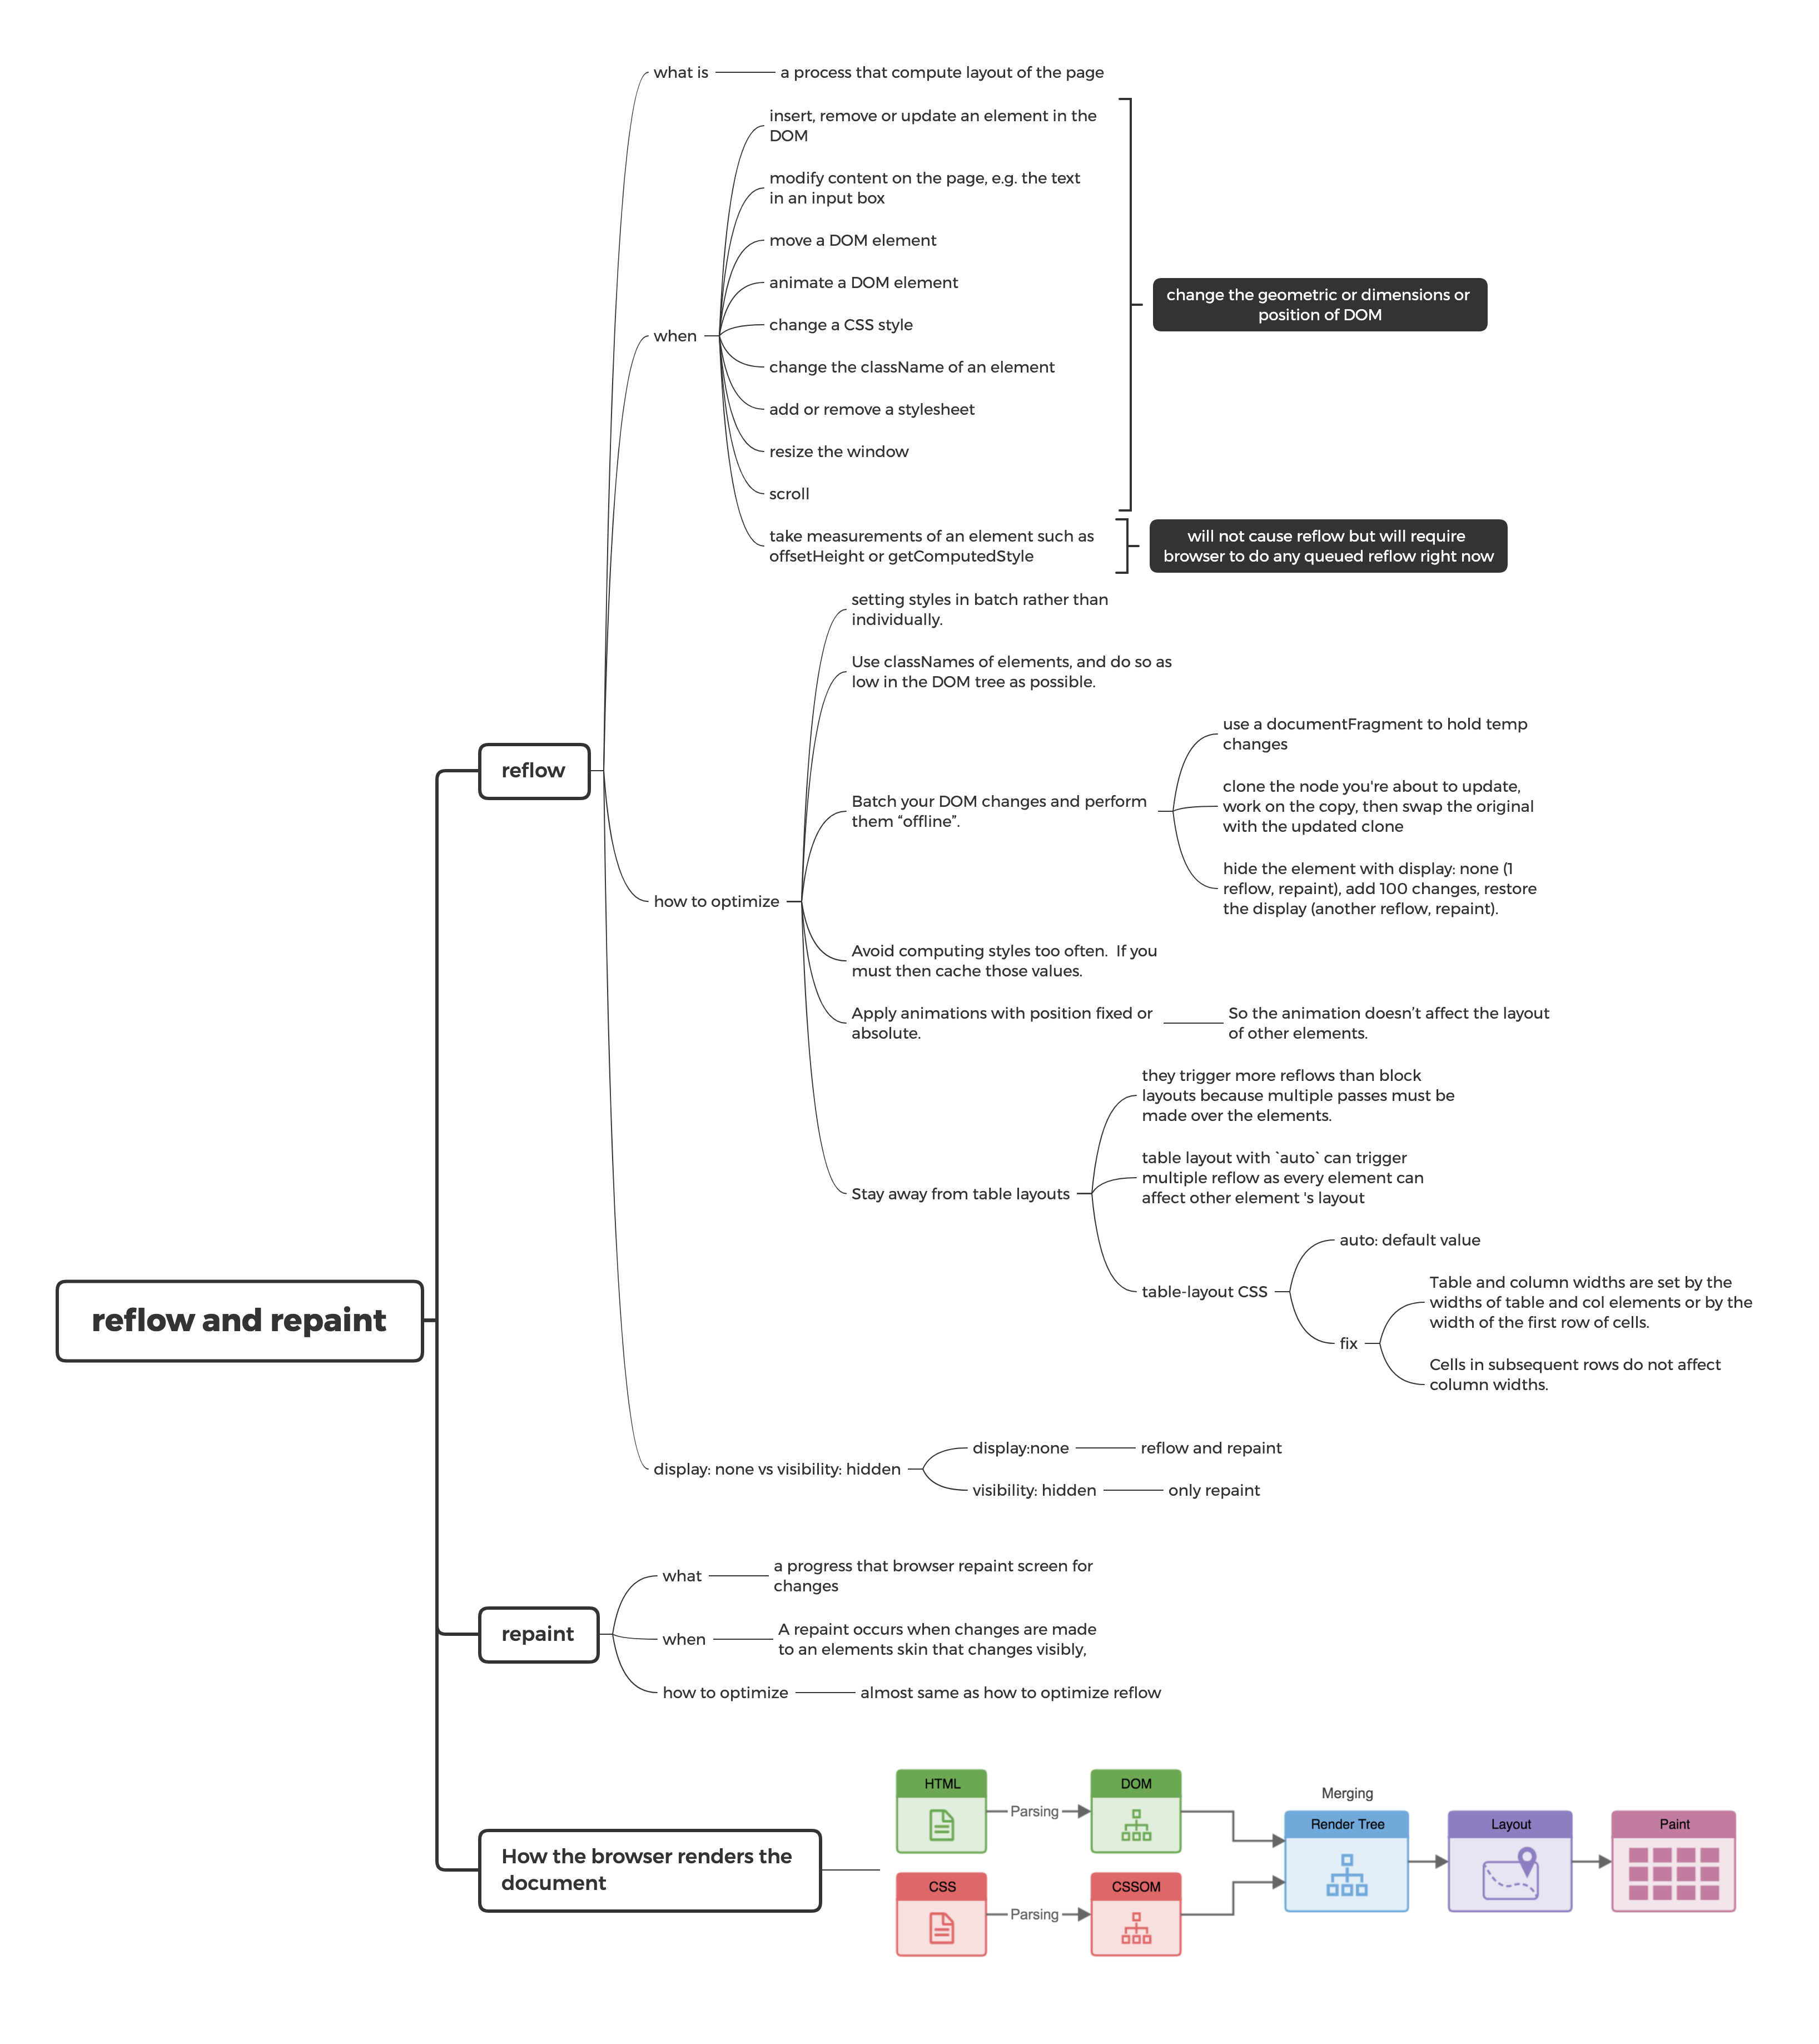 what is
a process that compute layout of the page
insert, remove or update an element in the
DOM
modify content on the page, e.g. the text
in an input box
move a DOM element
animate a DOM element
change the geometric or dimensions or
position of DOM
change a CSS style
when
change the className of an element
add or remove a stylesheet
resize the window
scroll
take measurements of an element such as
offsetHeight or getComputedStyle
will not cause reflow but will require
browser to do any queued reflow right now
setting styles in batch rather than
individually.
Use classNames of elements, and do so as
low in the DOM tree as possible.
reflow
Batch your DOM changes and perform
them “offline”.
use a documentFragment to hold temp
changes
clone the node you're about to update,
work on the copy, then swap the original
with the updated clone
hide the element with display: none (1
reflow, repaint), add 100 changes, restore
the display (another reflow, repaint).
how to optimize
Avoid computing styles too often.  If you
must then cache those values.
Apply animations with position fixed or
absolute.
So the animation doesn’t affect the layout
of other elements.
Stay away from table layouts
they trigger more reflows than block
layouts because multiple passes must be
made over the elements.
table layout with `auto` can trigger
multiple reflow as every element can
affect other element 's layout
table-layout CSS
auto: default value
fix
Table and column widths are set by the
widths of table and col elements or by the
width of the first row of cells.
Cells in subsequent rows do not affect
column widths.
reflow and repaint
display: none vs visibility: hidden
display:none
reflow and repaint
visibility: hidden
only repaint
repaint
what
a progress that browser repaint screen for
changes
when
A repaint occurs when changes are made
to an elements skin that changes visibly,
how to optimize
almost same as how to optimize reflow
How the browser renders the
document
HTML
Parsing
DOM
CSS
Parsing
CSSOM
Merging
Render Tree
Layout
Paint